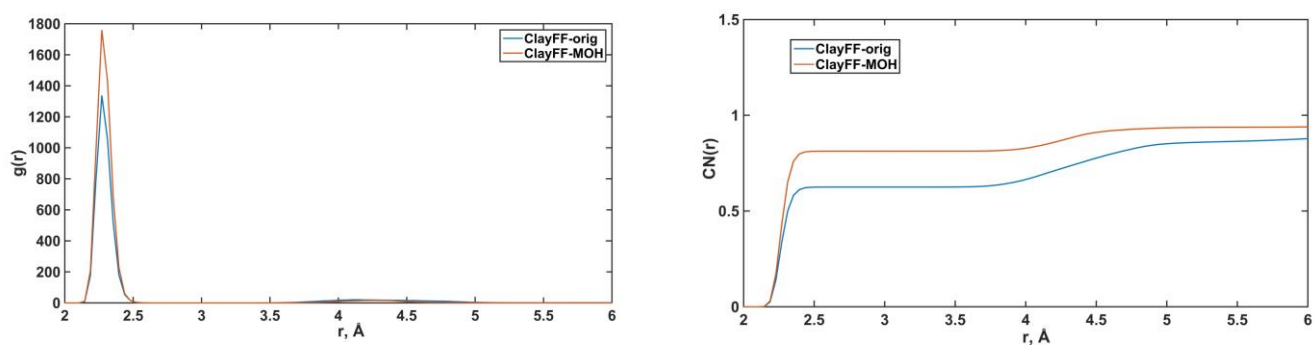 1800
1600
1400
1200
1000
800
600
400
200
0
g(r)
2 2.5 3 3.5 4 4.5 5 5.5 6
r, Å
ClayFF-orig
ClayFF-MOH
1.5
1
0.5
0
CN(r)
2 2.5 3 3.5 4 4.5 5 5.5 6
r, Å
ClayFF-orig
ClayFF-MOH